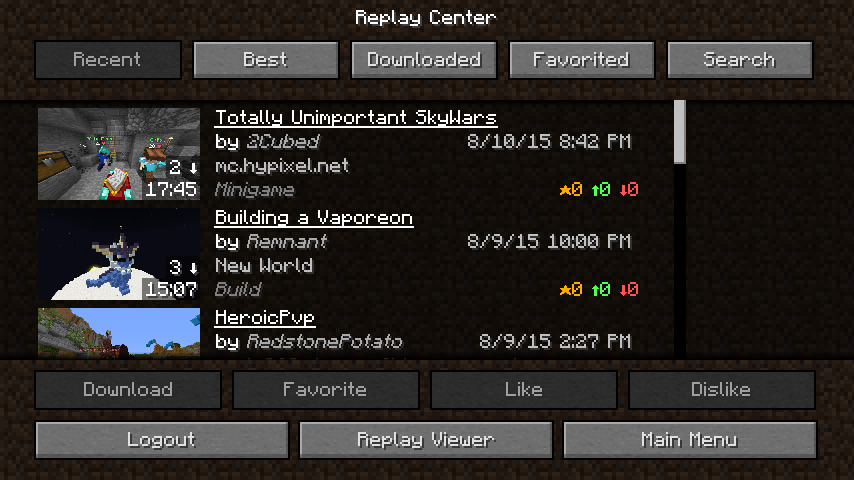 Replay Center
Recent Best Downloaded Favorited Search
Totally Unimportant SkyWars
by 2Cubed 8/10/15 8:42 PM
mc.hypixel.net
2 ↓
17:45
Minigame ★0 ↑0 ↓0
Building a Vaporeon
by Remnant 8/9/15 10:00 PM
New World
3 ↓
15:07
Build ★0 ↑0 ↓0
HeroicPvp
by RedstonePotato 8/9/15 2:27 PM
Download Favorite Like Dislike
Logout Replay Viewer Main Menu